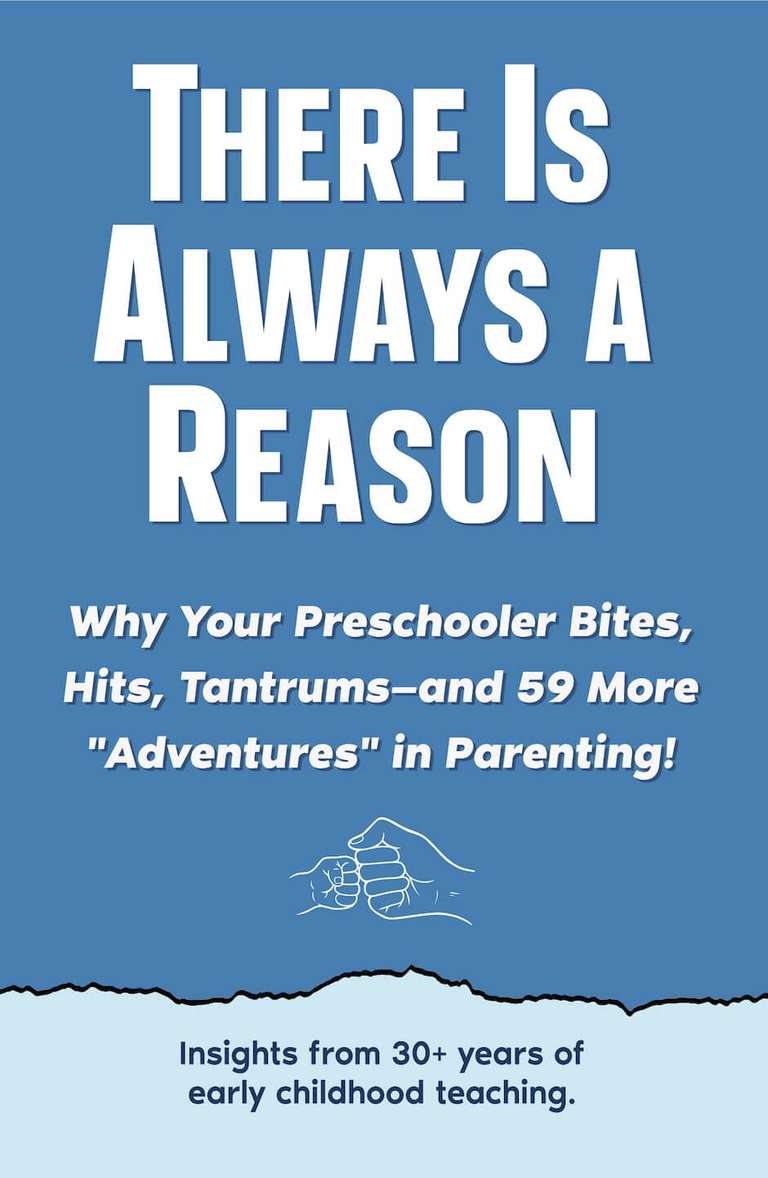 THERE IS
ALWAYS A
REASON
Why Your Preschooler Bites,
Hits, Tantrums—and 59 More
"Adventures" in Parenting!
Insights from 30+ years of
early childhood teaching.